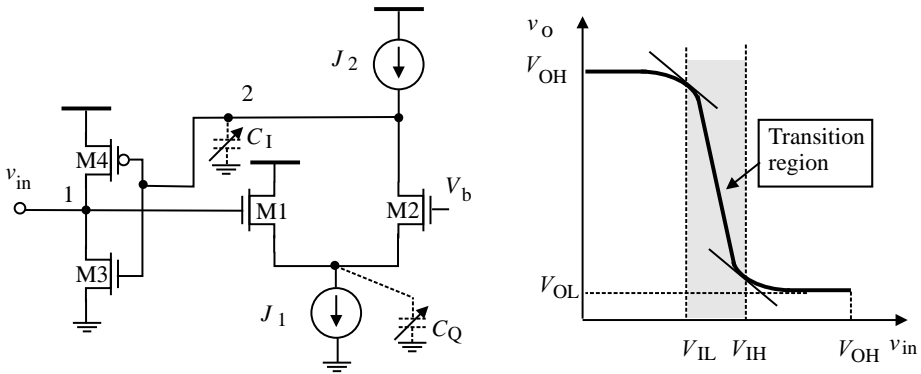 J2
2
CI
M4
vin
1
M1
M2
Vb
M3
J1
CQ
vo
VOH
Transition
region
VOL
VIL
VIH
VOH
vin